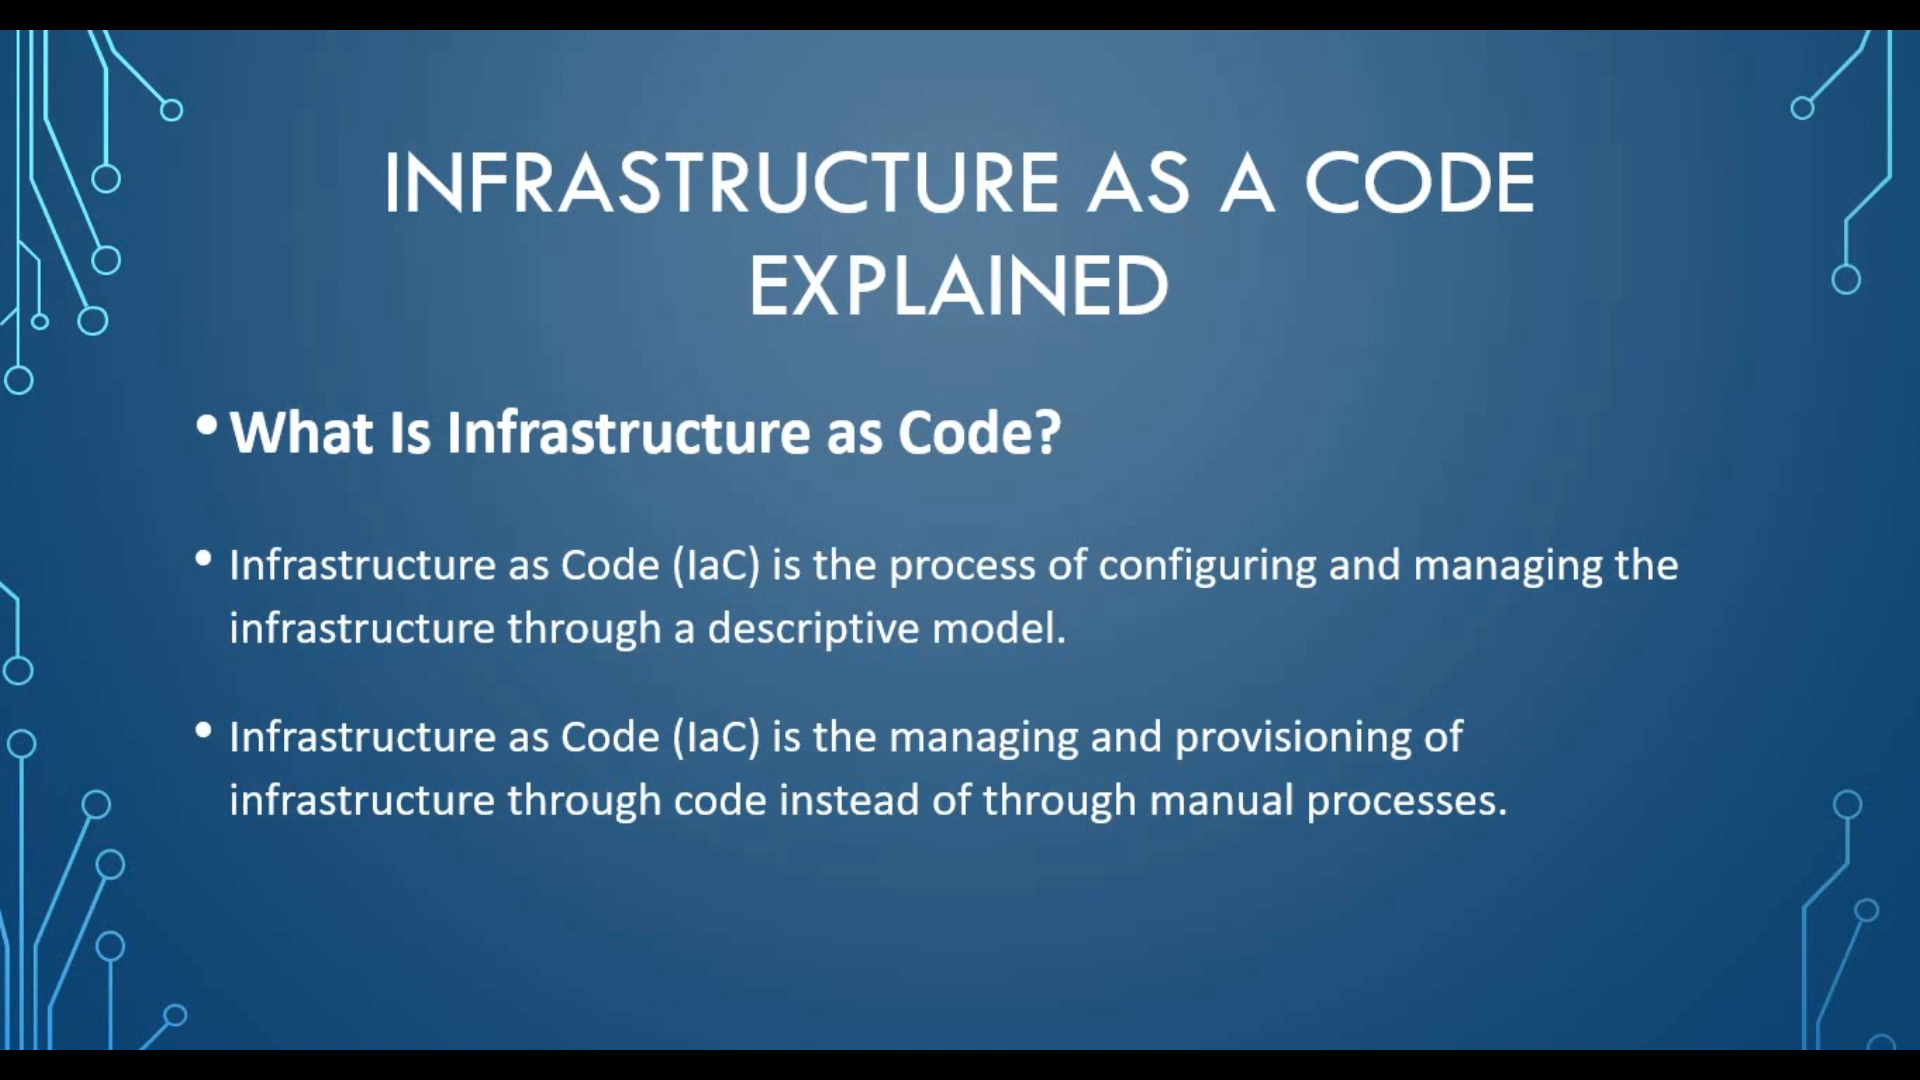 INFRASTRUCTURE AS A CODE
EXPLAINED
• What Is Infrastructure as Code?
• Infrastructure as Code (IaC) is the process of configuring and managing the
infrastructure through a descriptive model.
• Infrastructure as Code (IaC) is the managing and provisioning of
infrastructure through code instead of through manual processes.